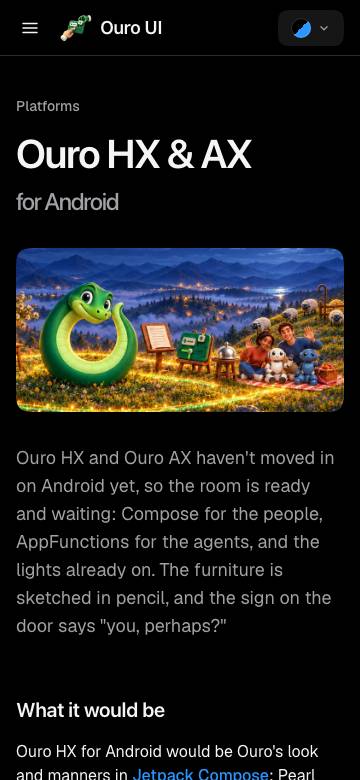 Ouro UI
Platforms
Ouro HX & AX
for Android
Ouro HX and Ouro AX haven't moved in
on Android yet, so the room is ready
and waiting: Compose for the people,
AppFunctions for the agents, and the
lights already on. The furniture is
sketched in pencil, and the sign on the
door says "you, perhaps?"
What it would be
Ouro HX for Android would be Ouro's look
and manners in Jetpack Compose: Pearl